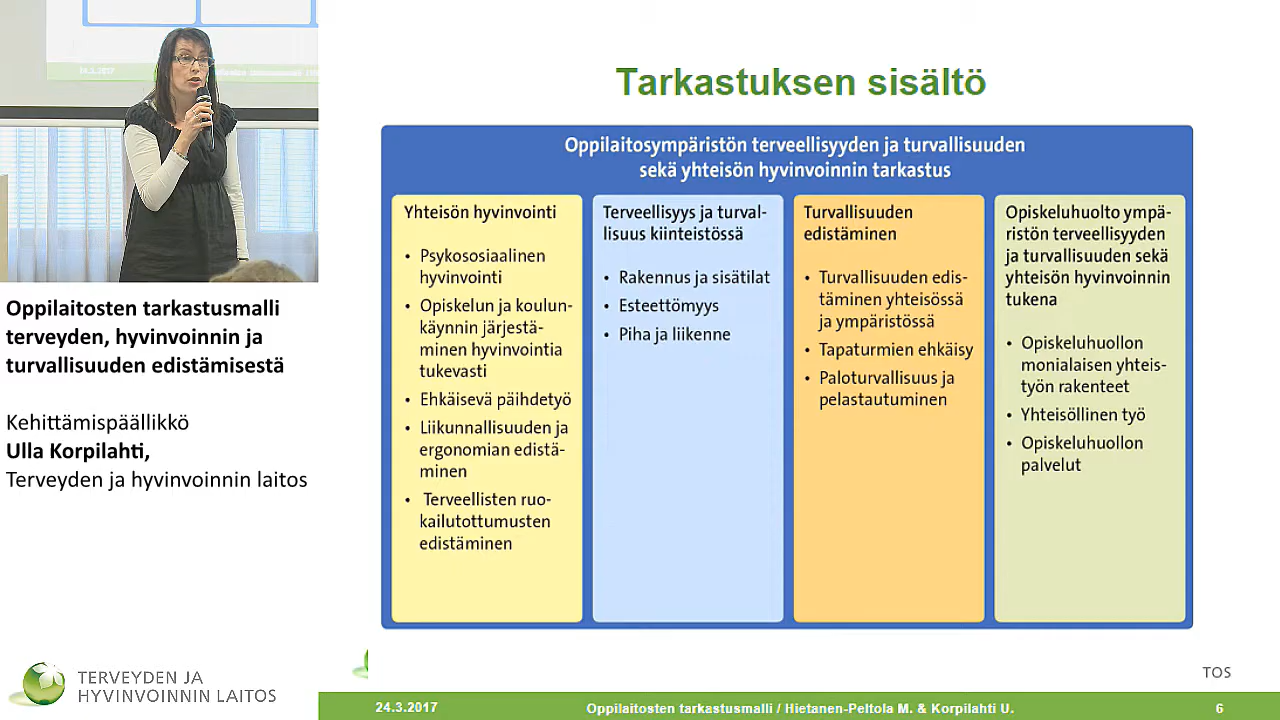 24.3.2017
Oppilaitosten tarkastusmalli
terveyden, hyvinvoinnin ja
turvallisuuden edistämisestä
Kehittämispäällikkö
Ulla Korpilahti,
Terveyden ja hyvinvoinnin laitos
TERVEYDEN JA
HYVINVOINNIN LAITOS
Tarkastuksen sisältö
Oppilaitosympäristön terveellisyyden ja turvallisuuden
sekä yhteisön hyvinvoinnin tarkastus
Yhteisön hyvinvointi
• Psykososiaalinen
hyvinvointi
• Opiskelun ja koulun-
käynnin järjestä-
minen hyvinvointia
tukevasti
• Ehkäisevä päihdetyö
• Liikunnallisuuden ja
ergonomian edistä-
minen
• Terveellisten ruo-
kailutottumusten
edistäminen
Terveellisyys ja turval-
lisuus kiinteistössä
• Rakennus ja sisätilat
• Esteettömyys
• Piha ja liikenne
Turvallisuuden
edistäminen
• Turvallisuuden edis-
täminen yhteisössä
ja ympäristössä
• Tapaturmien ehkäisy
• Paloturvallisuus ja
pelastautuminen
Opiskeluhuolto ympä-
ristön terveellisyyden
ja turvallisuuden sekä
yhteisön hyvinvoinnin
tukena
• Opiskeluhuollon
monialaisen yhteis-
työn rakenteet
• Yhteisöllinen työ
• Opiskeluhuollon
palvelut
TOS
24.3.2017
Oppilaitosten tarkastusmalli / Hietanen-Peltola M. & Korpilahti U.
6